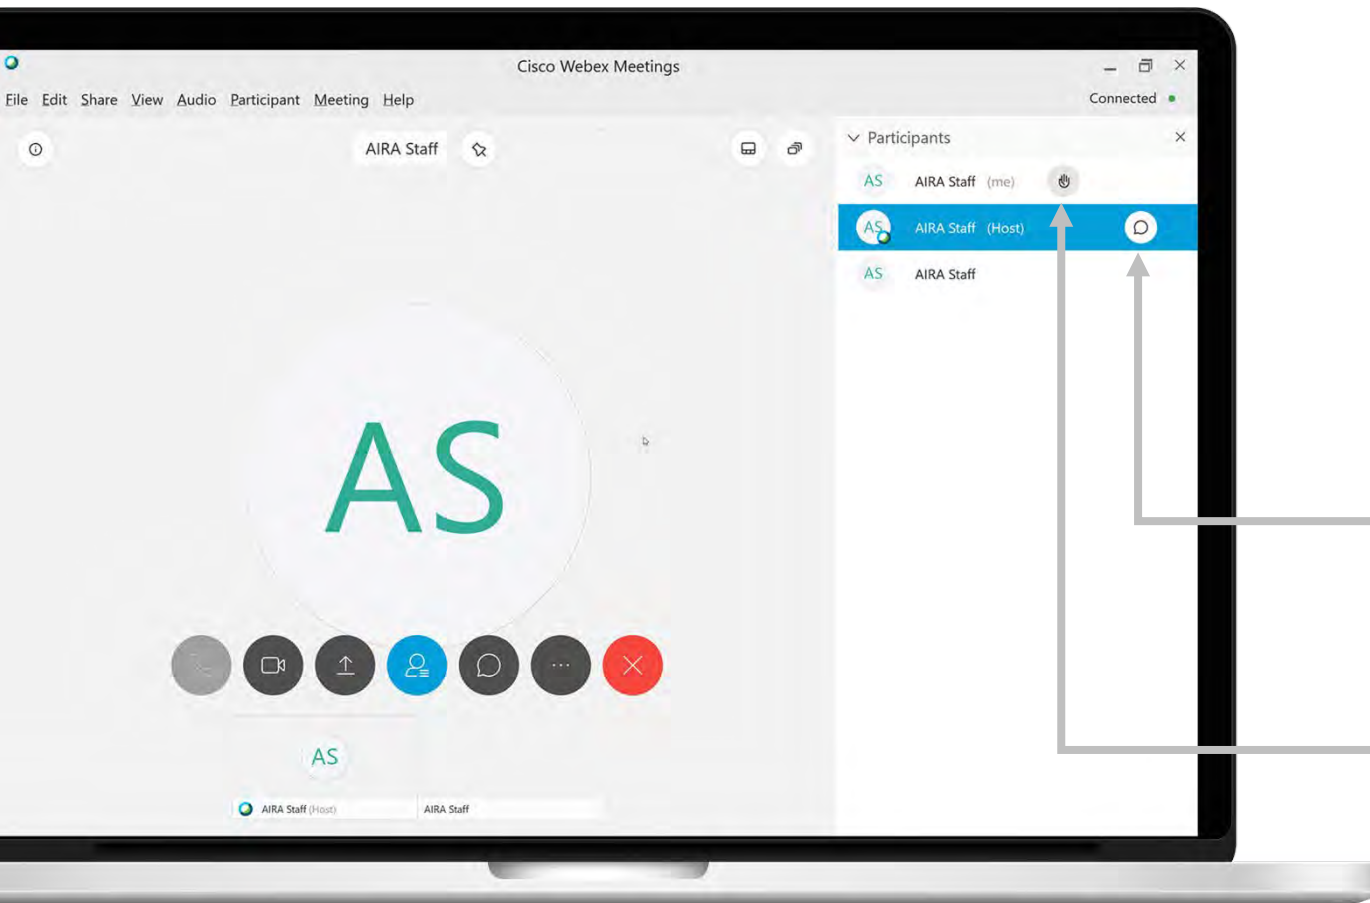 Cisco Webex Meetings
File Edit Share View Audio Participant Meeting Help
Connected
AIRA Staff
Participants
AS AIRA Staff (me)
AS AIRA Staff (Host)
AS AIRA Staff
AS
AS
AIRA Staff (Host)
AIRA Staff